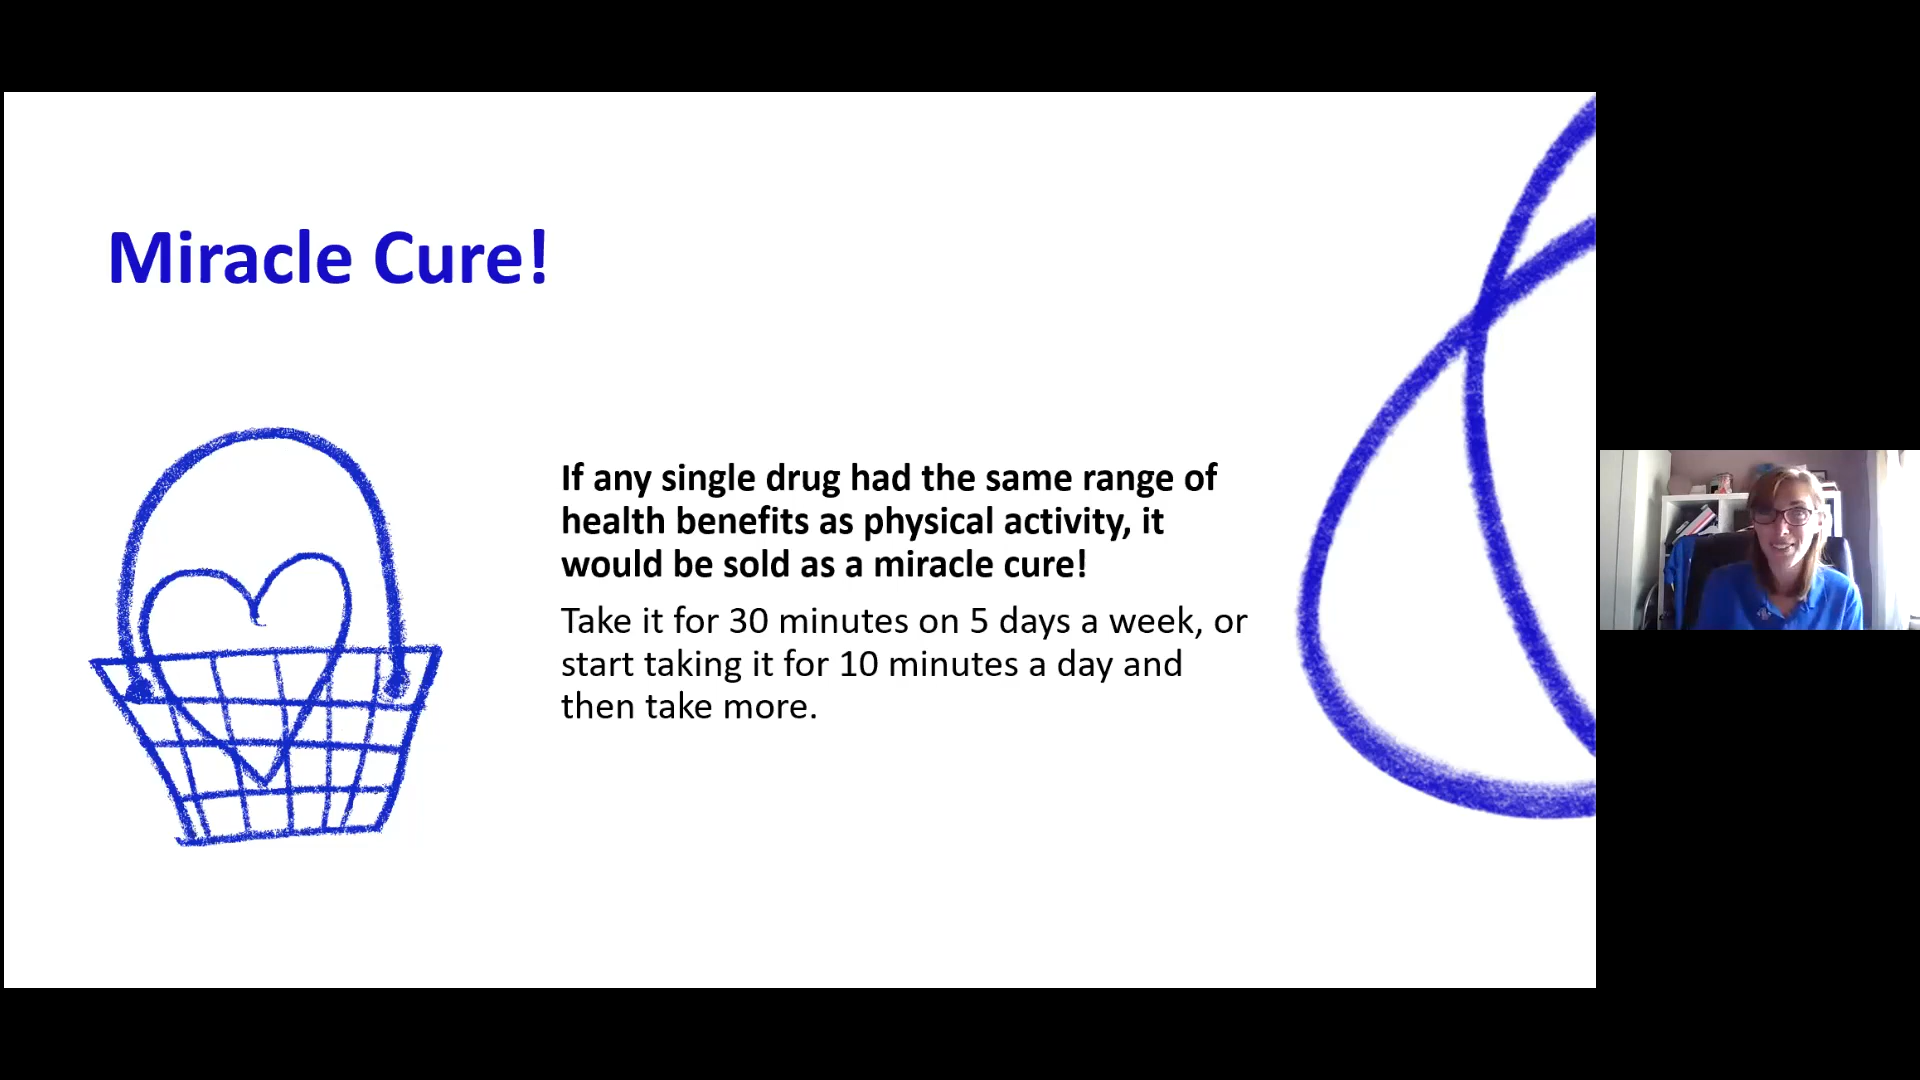 Miracle Cure!
If any single drug had the same range of
health benefits as physical activity, it
would be sold as a miracle cure!
Take it for 30 minutes on 5 days a week, or
start taking it for 10 minutes a day and
then take more.